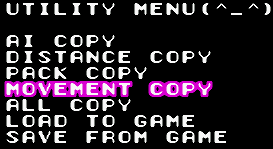 UTILITY MENU(^_^)
AI COPY
DISTANCE COPY
PACK COPY
MOVEMENT COPY
ALL COPY
LOAD TO GAME
SAVE FROM GAME